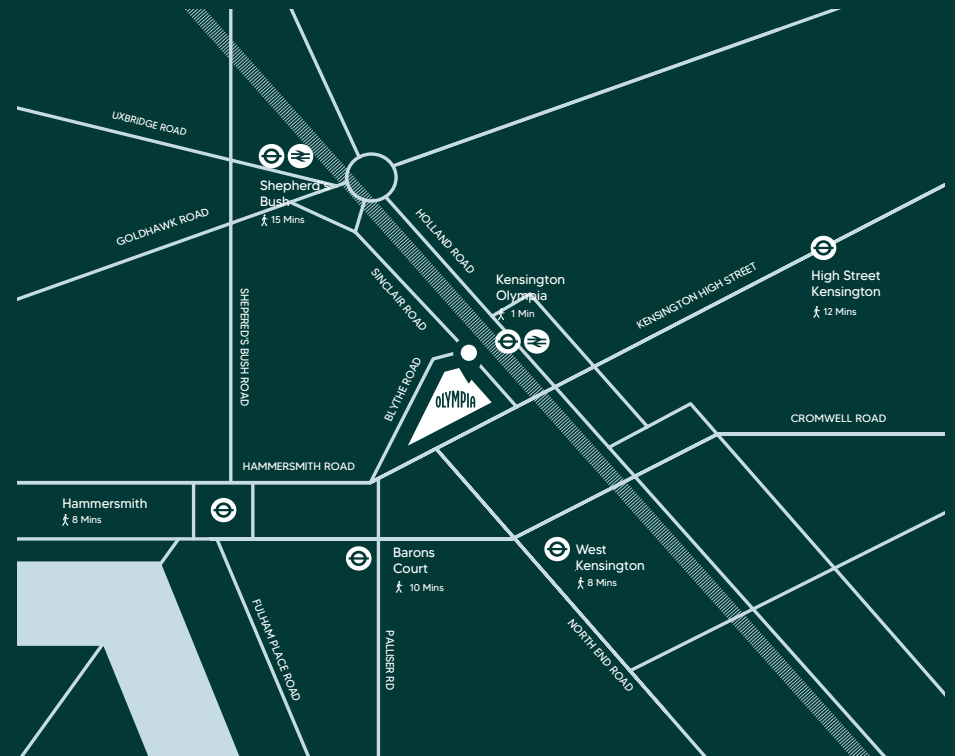 UXBRIDGE ROAD
Shepherd's
Bush
15 Mins
GOLDHAWK ROAD
HOLLAND ROAD
SINCLAIR ROAD
Kensington
Olympia
1 Min
KENSINGTON HIGH STREET
High Street
Kensington
12 Mins
SHEPERED'S BUSH ROAD
BLYTHE ROAD
OLYMPIA
CROMWELL ROAD
HAMMERSMITH ROAD
Hammersmith
8 Mins
Barons
Court
10 Mins
West
Kensington
8 Mins
FULHAM PLACE ROAD
PALLISER RD
NORTH END ROAD